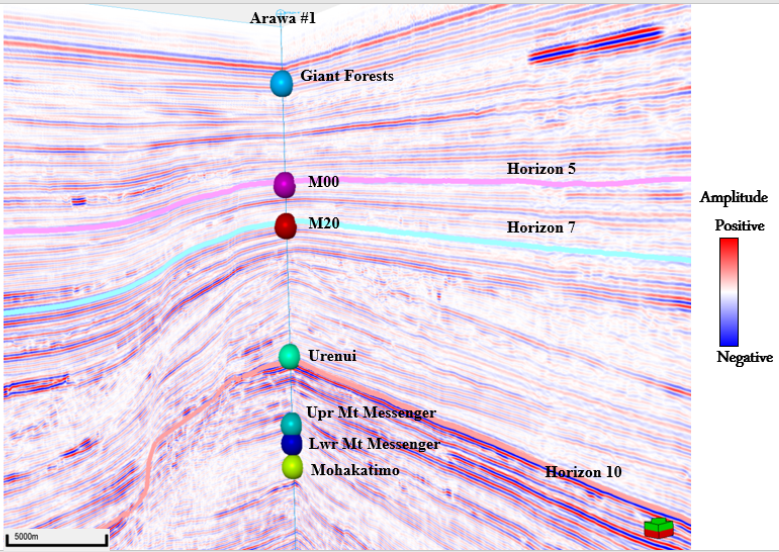 Arawa #1
Giant Forests
Horizon 5
M00
Amplitude
Positive
M20
Horizon 7
Negative
Urenui
Upr Mt Messenger
Lwr Mt Messenger
Mohakatimo
Horizon 10
5000m